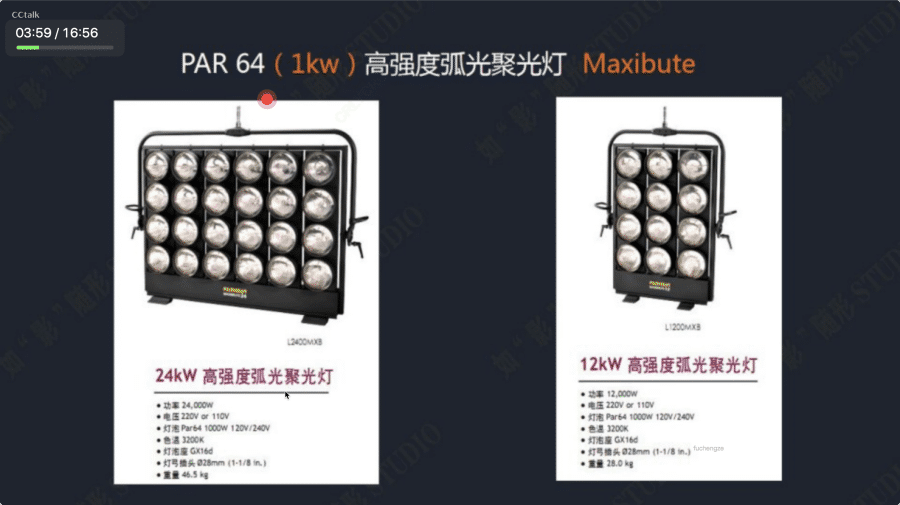 CCtalk
03:59 / 16:56
PAR 64（1kw）高强度弧光聚光灯 Maxibute
L2400MXB
24kW 高强度弧光聚光灯
• 功率 24,000W
• 电压 220V or 110V
• 灯泡 Par64 1000W 120V/240V
• 色温 3200K
• 灯泡座 GX16d
• 灯弓插头 Ø28mm (1-1/8 in.)
• 重量 46.5 kg
L1200MXB
12kW 高强度弧光聚光灯
• 功率 12,000W
• 电压 220V or 110V
• 灯泡 Par64 1000W 120V/240V
• 色温 3200K
• 灯泡座 GX16d
• 灯弓插头 Ø28mm (1-1/8 in.)
• 重量 28.0 kg
fuchengze